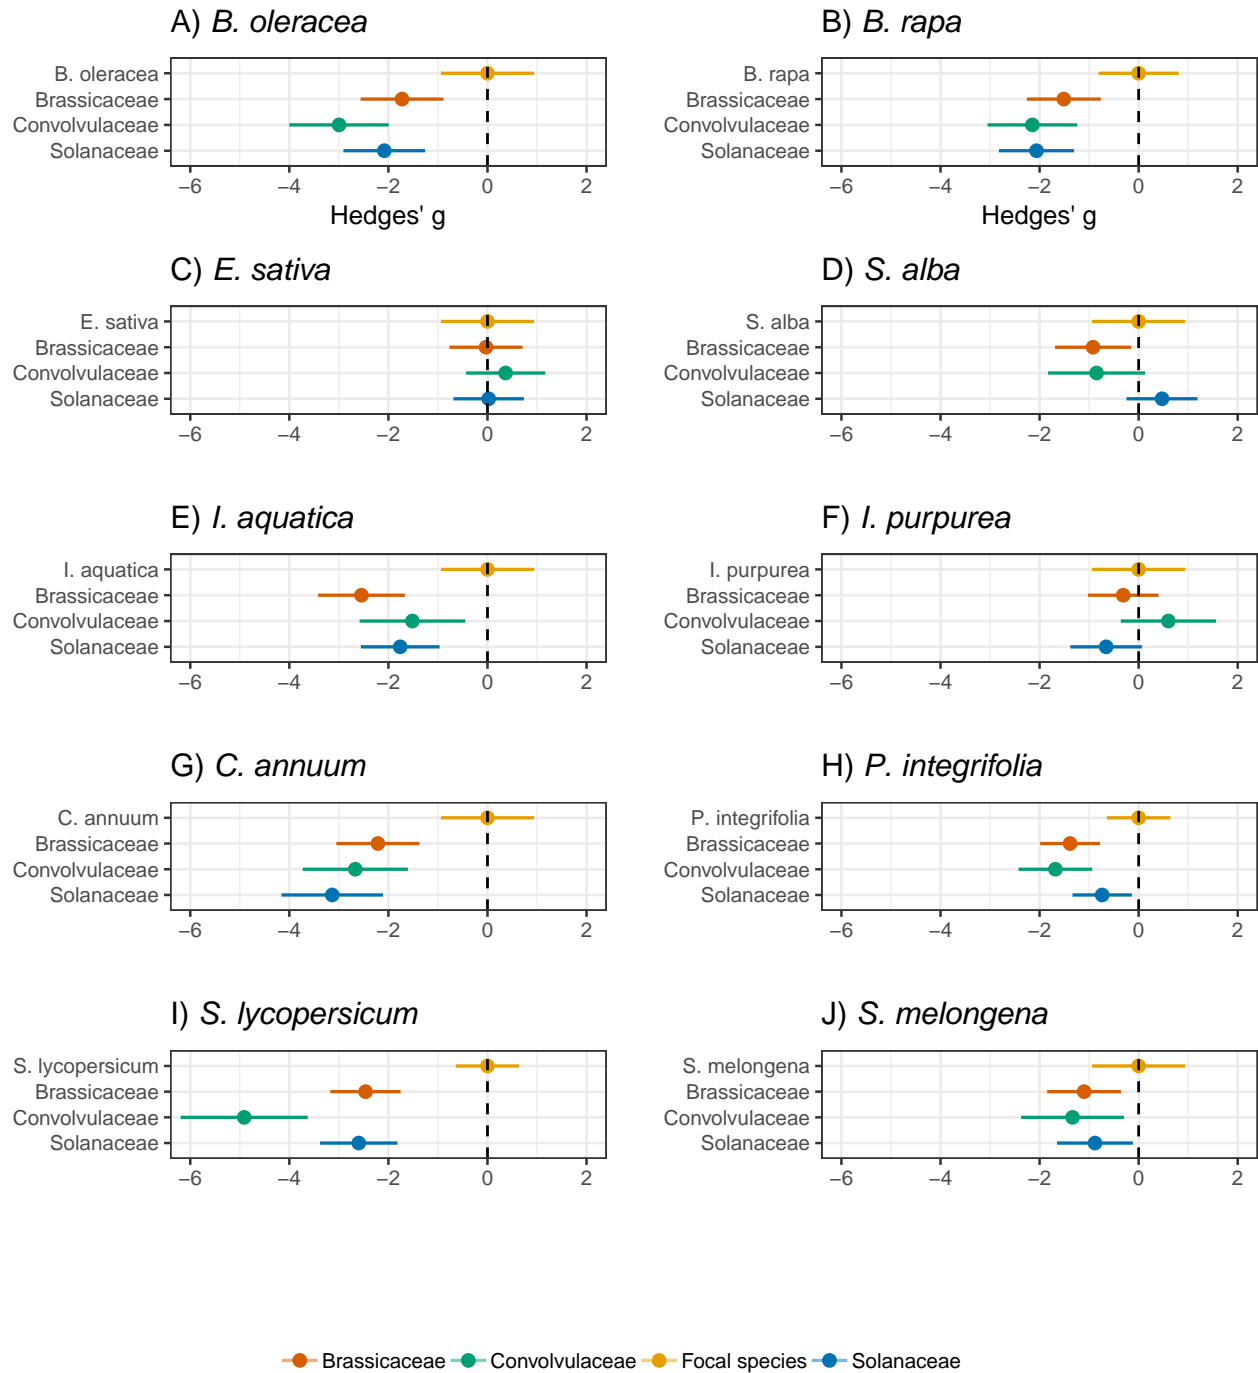 A) B. oleracea
B. oleracea
Brassicaceae
Convolvulaceae
Solanaceae
−6 −4 −2 0 2
Hedges' g
B) B. rapa
B. rapa
Brassicaceae
Convolvulaceae
Solanaceae
−6 −4 −2 0 2
Hedges' g
C) E. sativa
E. sativa
Brassicaceae
Convolvulaceae
Solanaceae
−6 −4 −2 0 2
D) S. alba
S. alba
Brassicaceae
Convolvulaceae
Solanaceae
−6 −4 −2 0 2
E) I. aquatica
I. aquatica
Brassicaceae
Convolvulaceae
Solanaceae
−6 −4 −2 0 2
F) I. purpurea
I. purpurea
Brassicaceae
Convolvulaceae
Solanaceae
−6 −4 −2 0 2
G) C. annuum
C. annuum
Brassicaceae
Convolvulaceae
Solanaceae
−6 −4 −2 0 2
H) P. integrifolia
P. integrifolia
Brassicaceae
Convolvulaceae
Solanaceae
−6 −4 −2 0 2
I) S. lycopersicum
S. lycopersicum
Brassicaceae
Convolvulaceae
Solanaceae
−6 −4 −2 0 2
J) S. melongena
S. melongena
Brassicaceae
Convolvulaceae
Solanaceae
−6 −4 −2 0 2
Brassicaceae Convolvulaceae Focal species Solanaceae